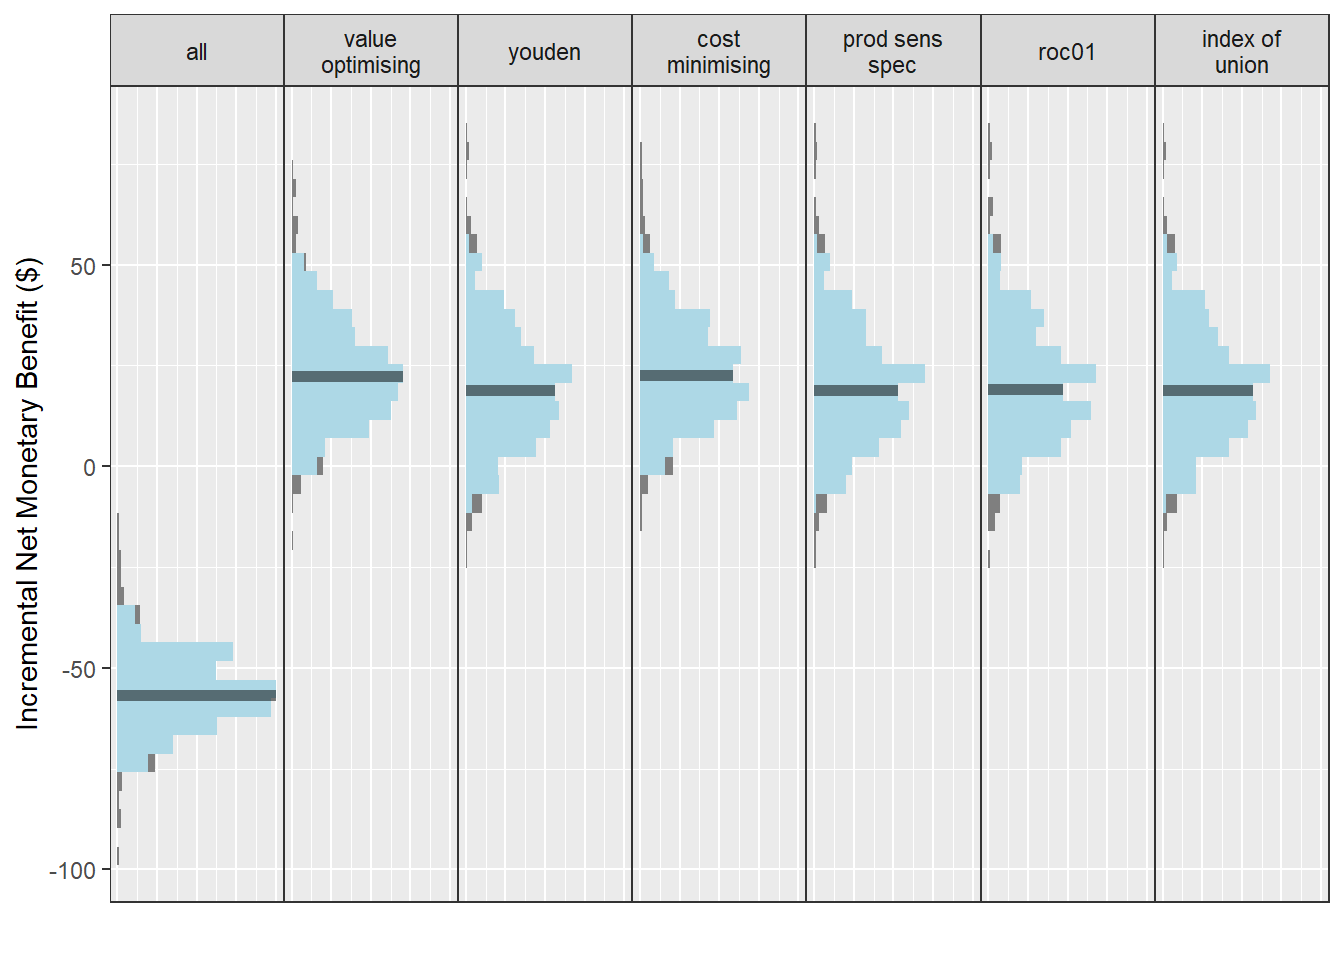 all
value
optimising
youden
cost
minimising
prod sens
spec
roc01
index of
union
Incremental Net Monetary Benefit ($)
50
0
-50
-100